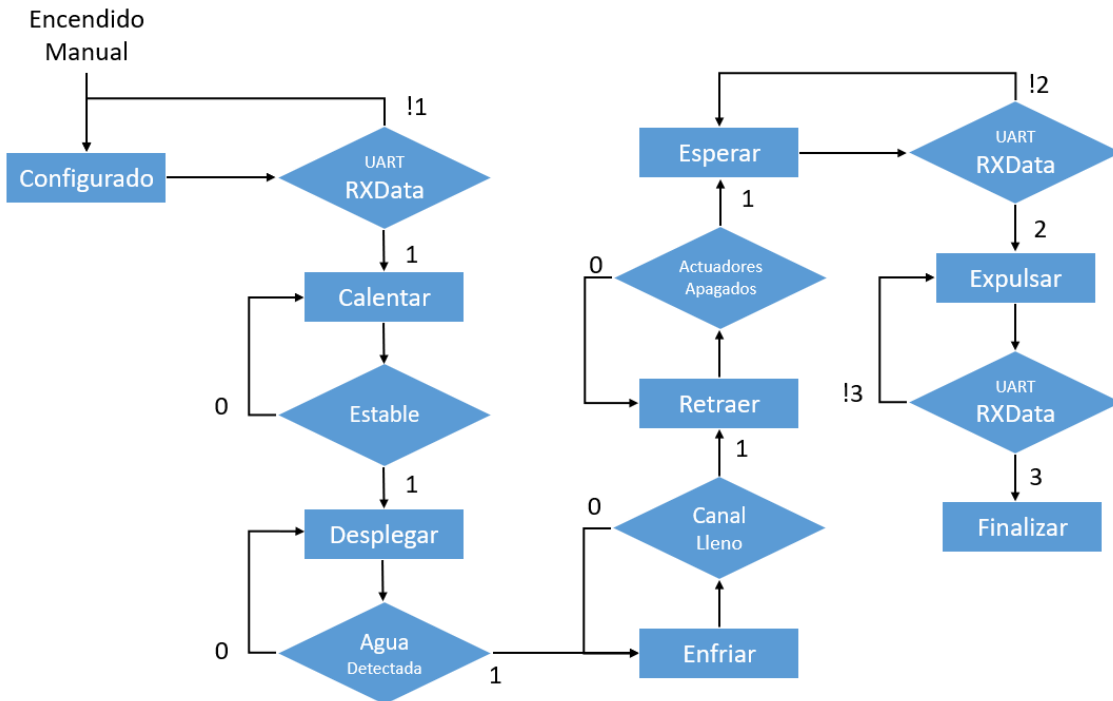 Encendido
Manual
!1
Configurado
UART
RXData
1
Calentar
0
Estable
1
Desplegar
0
Agua
Detectada
1
Enfriar
0
Canal
Lleno
1
Retraer
0
Actuadores
Apagados
1
Esperar
!2
UART
RXData
2
Expulsar
!3
UART
RXData
3
Finalizar